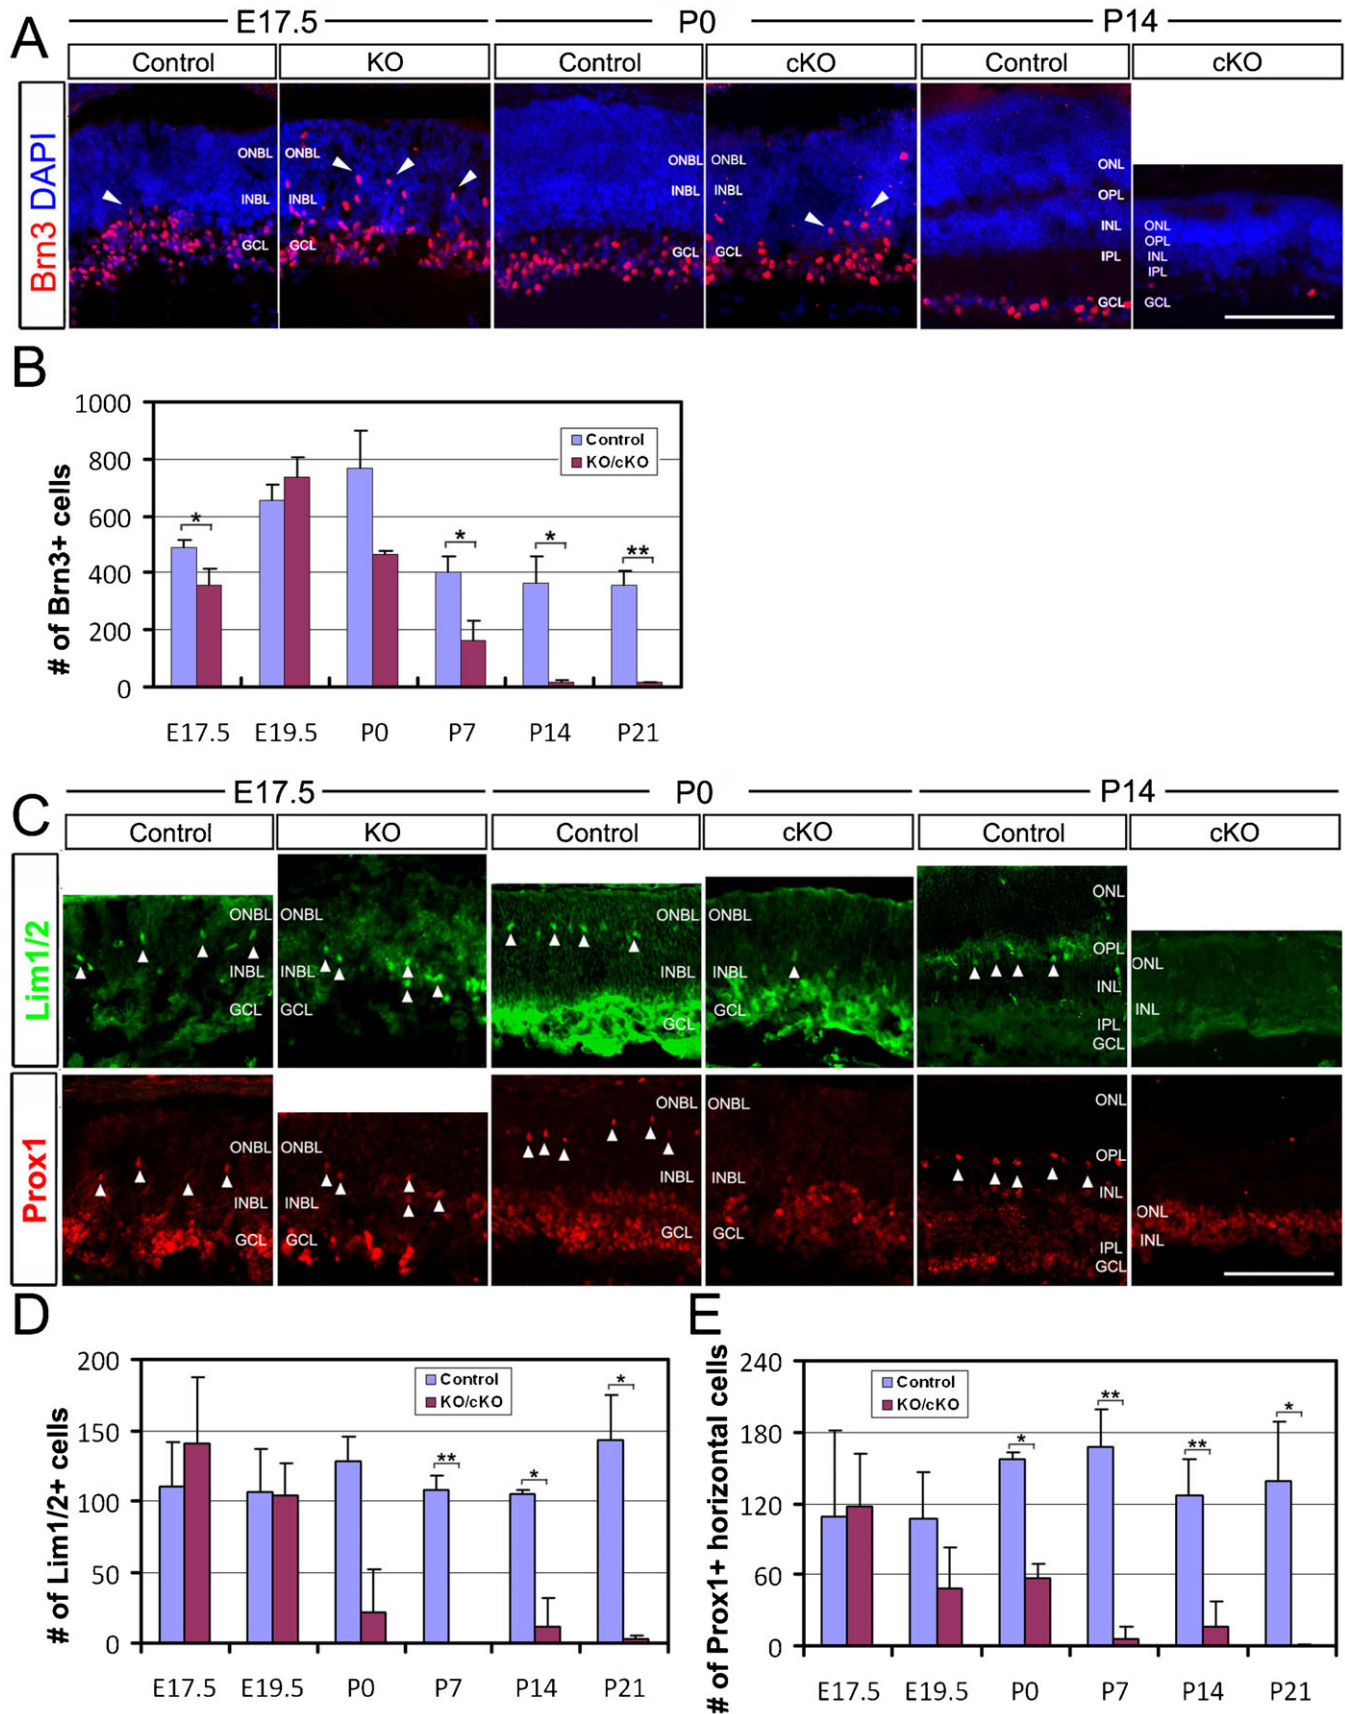 A
E17.5 P0 P14
Control KO Control cKO Control cKO
Brn3 DAPI
ONBL ONBL ONBL ONBL ONL
INBL INBL INBL INBL OPL
GCL GCL GCL GCL INL
IPL
GCL
ONL
OPL
INL
IPL
GCL
B
# of Brn3+ cells
1000
800
600
400
200
0
Control
KO/cKO
* * * **
E17.5 E19.5 P0 P7 P14 P21
C
E17.5 P0 P14
Control KO Control cKO Control cKO
Lim1/2
ONBL ONBL ONBL ONBL ONL
INBL INBL INBL INBL OPL
GCL GCL GCL GCL INL
IPL
GCL
ONL
INL
Prox1
ONBL ONBL ONBL ONBL ONL
INBL INBL INBL INBL OPL
GCL GCL GCL GCL INL
IPL
GCL
ONL
INL
D
# of Lim1/2+ cells
200
150
100
50
0
Control
KO/cKO
** * *
E17.5 E19.5 P0 P7 P14 P21
E
# of Prox1+ horizontal cells
240
180
120
60
0
Control
KO/cKO
* ** ** *
E17.5 E19.5 P0 P7 P14 P21